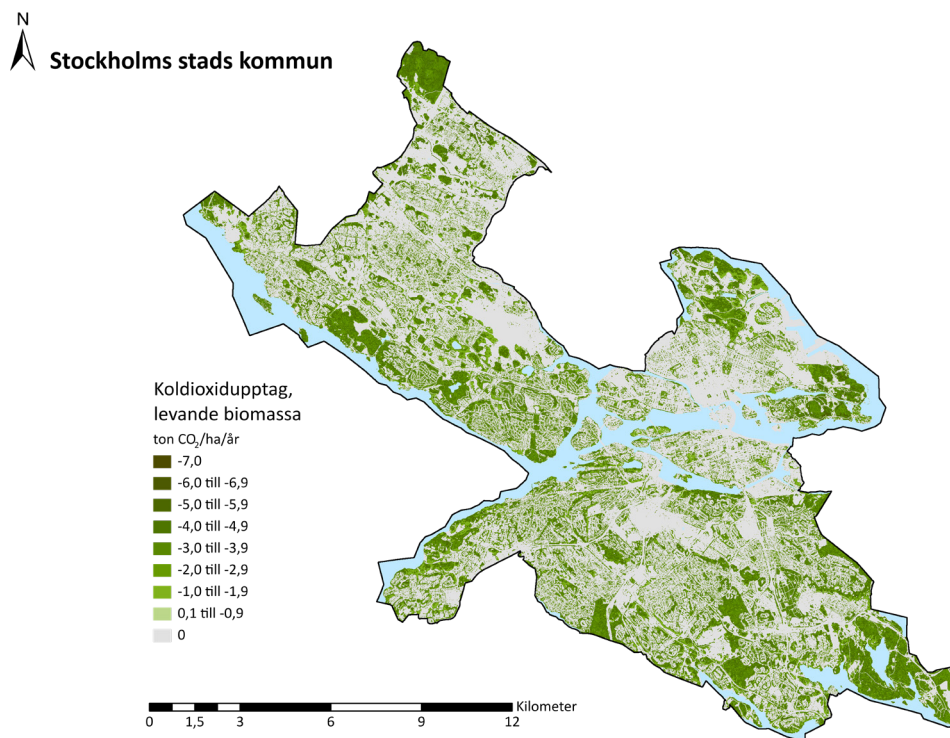 N
Stockholms stads kommun
Koldioxidupptag,
levande biomassa
ton CO₂/ha/år
-7,0
-6,0 till -6,9
-5,0 till -5,9
-4,0 till -4,9
-3,0 till -3,9
-2,0 till -2,9
-1,0 till -1,9
0,1 till -0,9
0
Kilometer
0 1,5 3 6 9 12